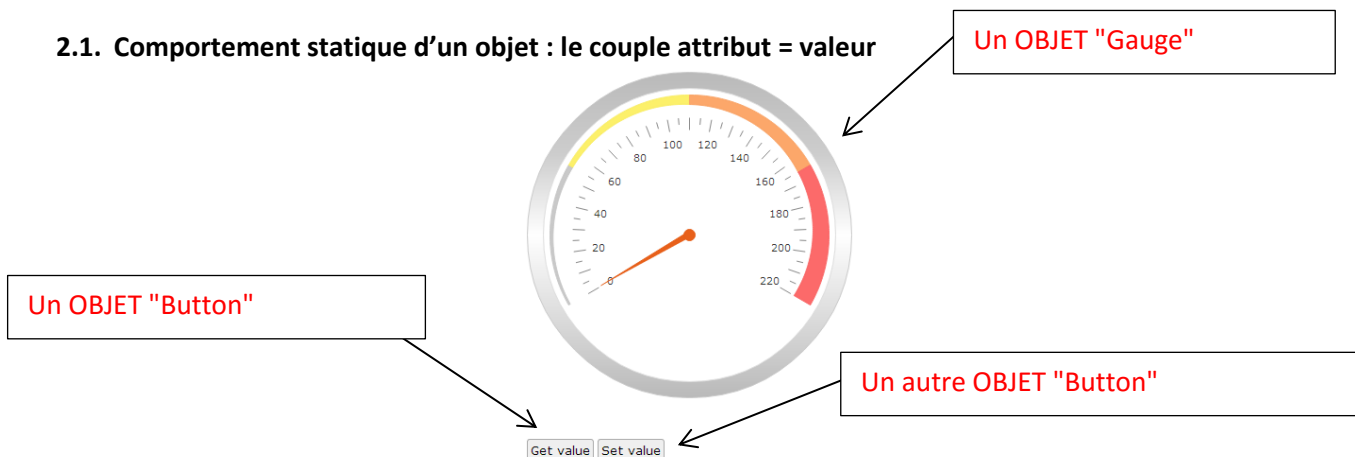 2.1. Comportement statique d’un objet : le couple attribut = valeur
Un OBJET "Gauge"
0
20
40
60
80
100
120
140
160
180
200
220
Un OBJET "Button"
Un autre OBJET "Button"
Get value
Set value